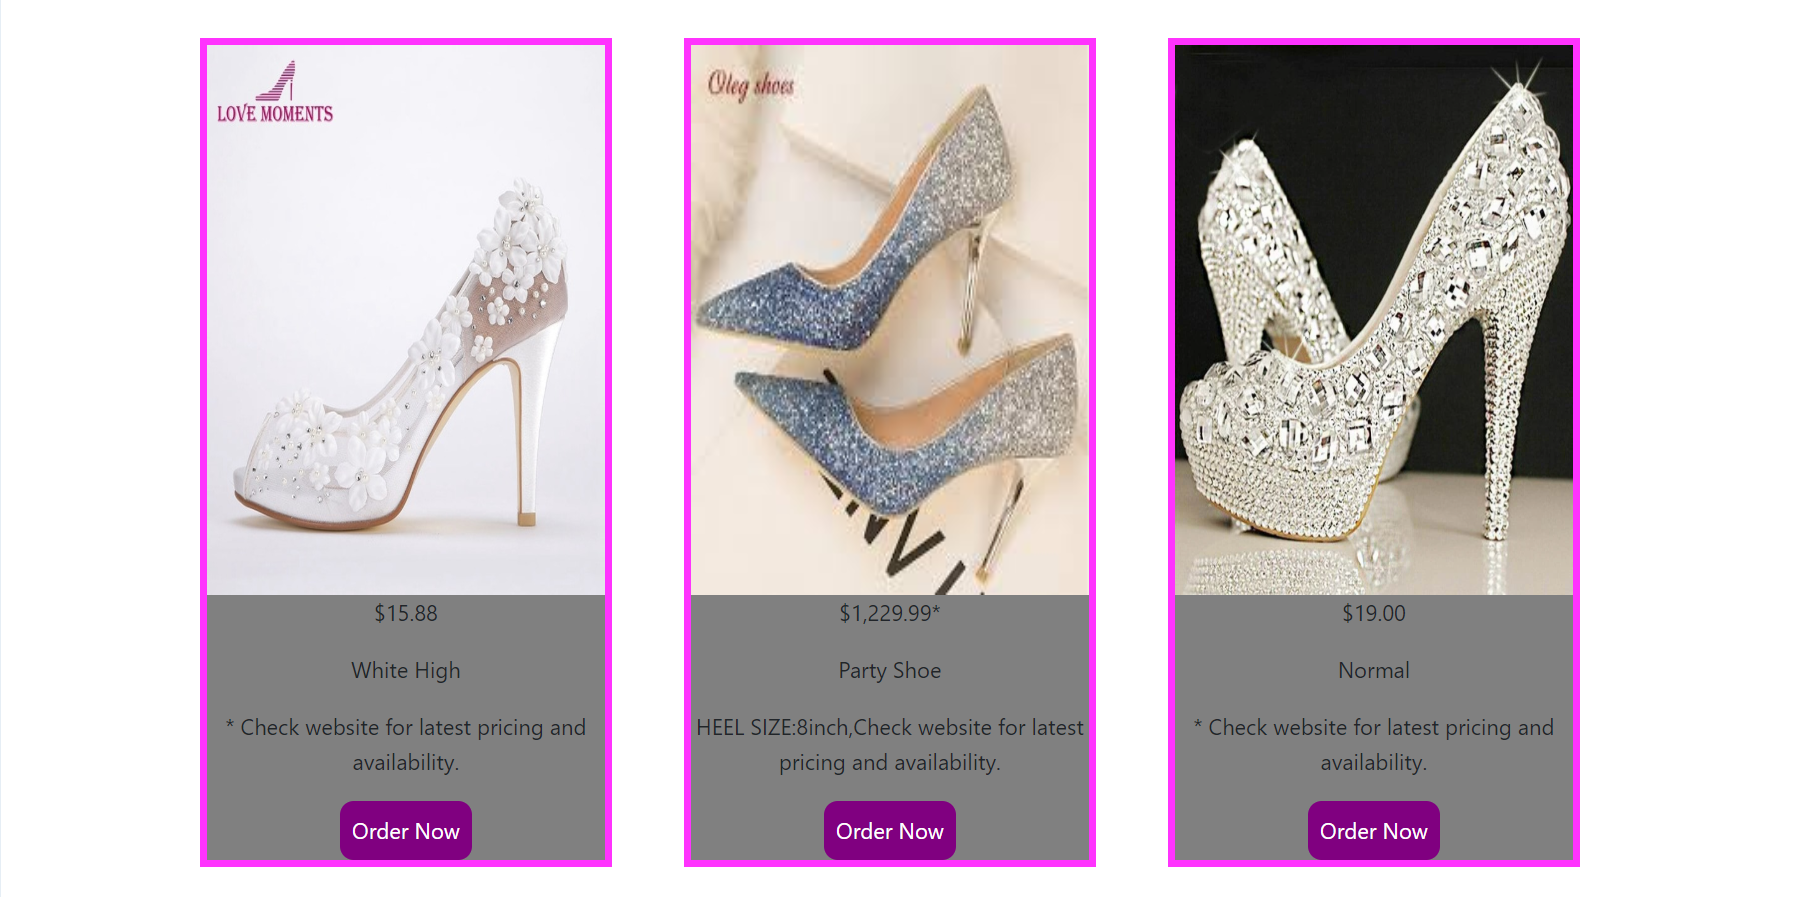 LOVE MOMENTS
$15.88
White High
* Check website for latest pricing and
availability.
Order Now
Oleg shoes
$1,229.99*
Party Shoe
HEEL SIZE:8inch,Check website for latest
pricing and availability.
Order Now
$19.00
Normal
* Check website for latest pricing and
availability.
Order Now